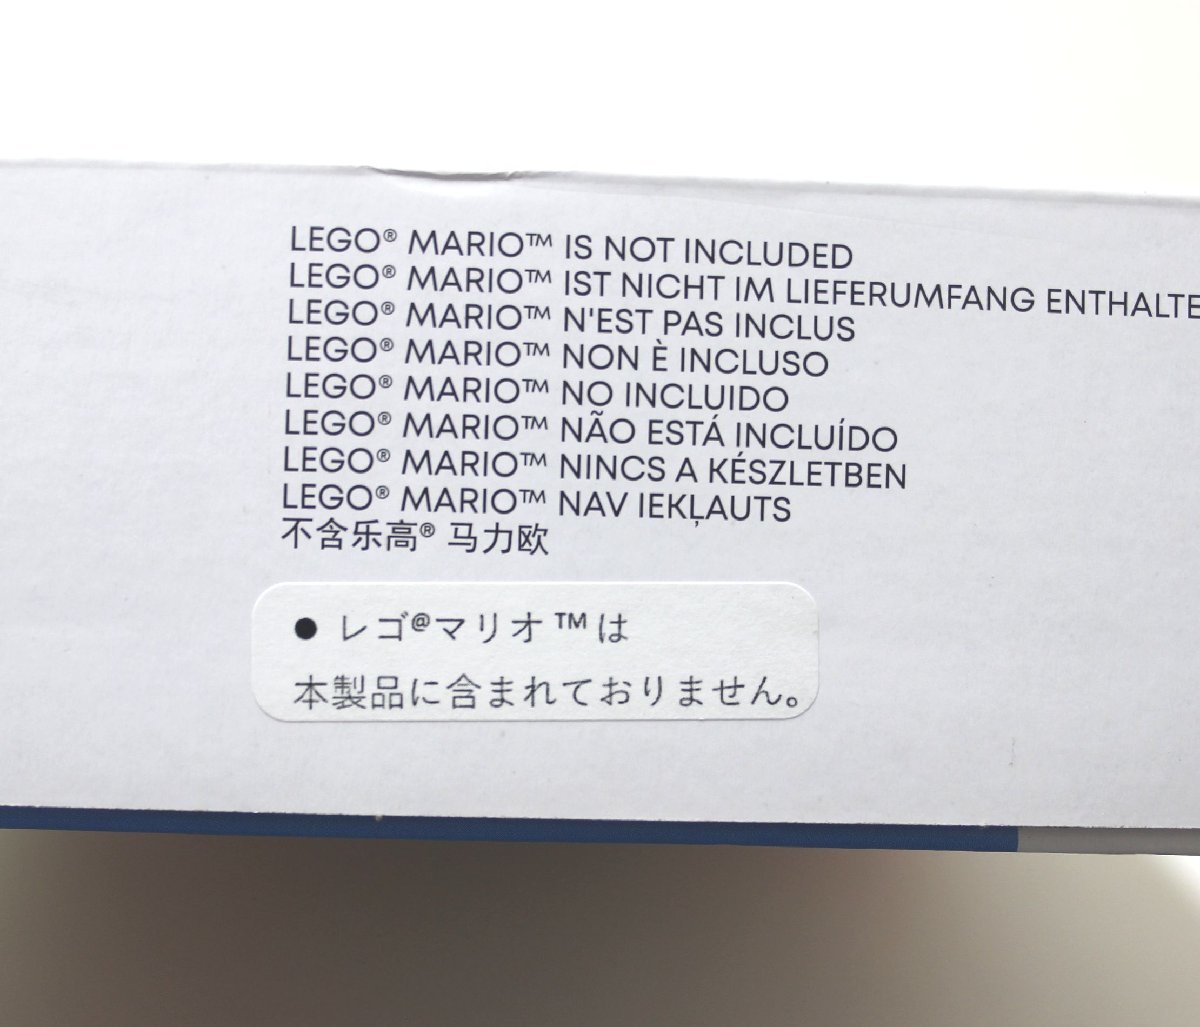 LEGO® MARIO™ IS NOT INCLUDED
LEGO® MARIO™ IST NICHT IM LIEFERUMFANG ENTHALTE
LEGO® MARIO™ N'EST PAS INCLUS
LEGO® MARIO™ NON È INCLUSO
LEGO® MARIO™ NO INCLUIDO
LEGO® MARIO™ NÃO ESTÁ INCLUÍDO
LEGO® MARIO™ NINCS A KÉSZLETBEN
LEGO® MARIO™ NAV IEKĻAUTS
不含乐高® 马力欧
● レゴ@マリオ™は
本製品に含まれておりません。